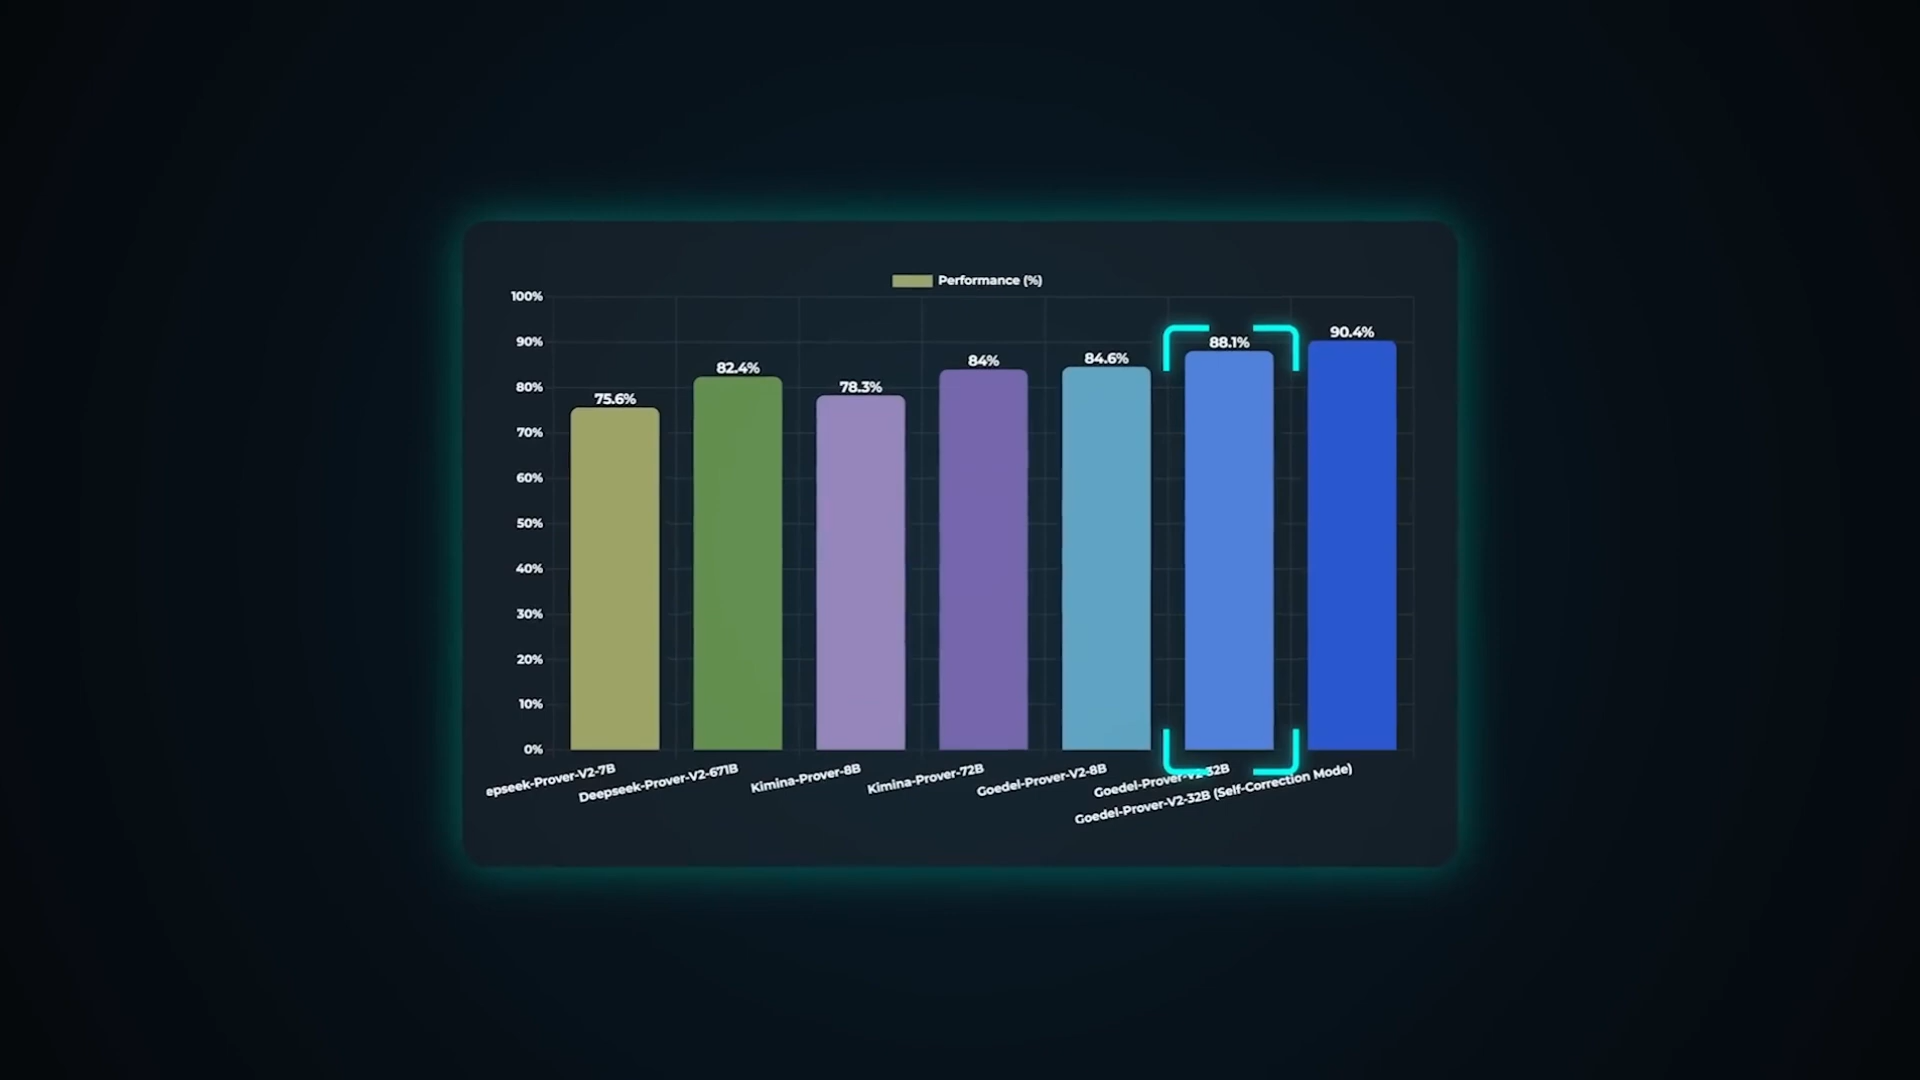 Performance (%)
100%
90%
80%
70%
60%
50%
40%
30%
20%
10%
0%
75.6%
82.4%
78.3%
84%
84.6%
88.1%
90.4%
epseek-Prover-V2-7B
Deepseek-Prover-V2-671B
Kimina-Prover-8B
Kimina-Prover-72B
Goedel-Prover-V2-8B
Goedel-Prover-V2-32B
Goedel-Prover-V2-32B (Self-Correction Mode)